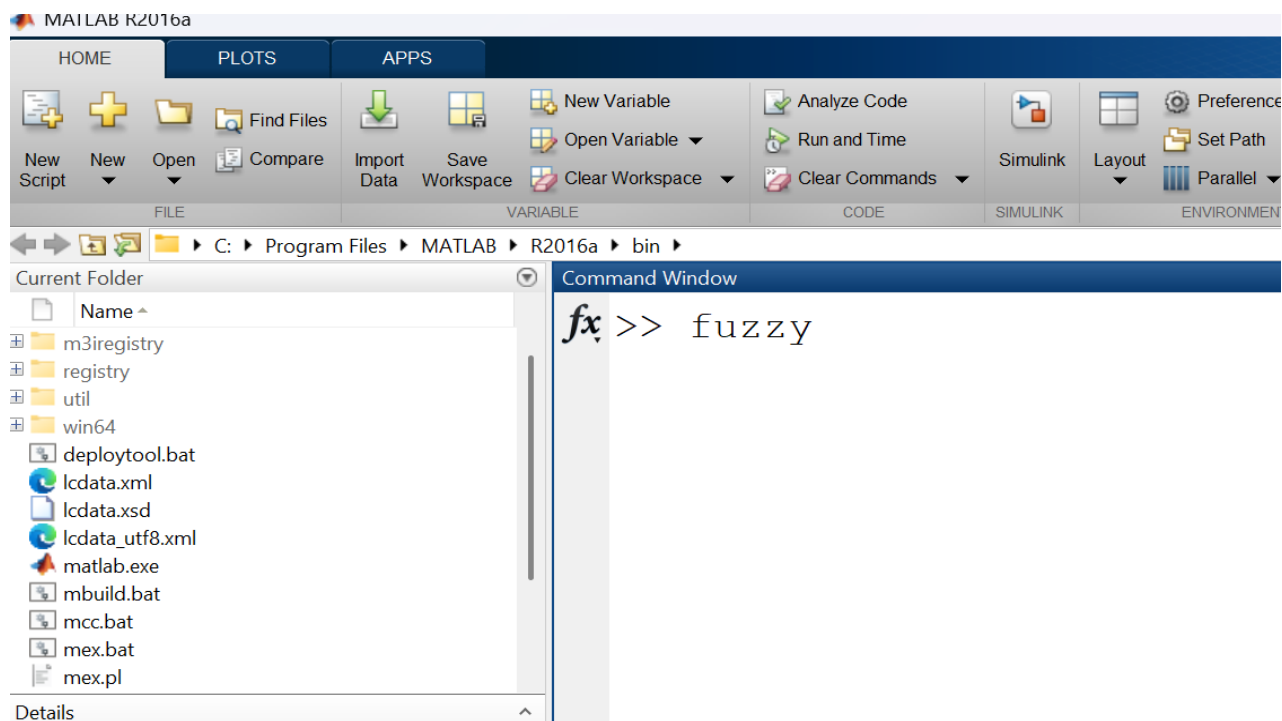 MATLAB R2016a
HOME PLOTS APPS
New Script
New
Open
Find Files
Compare
Import Data
Save Workspace
New Variable
Open Variable
Clear Workspace
Analyze Code
Run and Time
Clear Commands
Simulink
Layout
Preference
Set Path
Parallel
FILE VARIABLE CODE SIMULINK ENVIRONMENT
C: Program Files MATLAB R2016a bin
Current Folder
Name
m3iregistry
registry
util
win64
deploytool.bat
lcdata.xml
lcdata.xsd
lcdata_utf8.xml
matlab.exe
mbuild.bat
mcc.bat
mex.bat
mex.pl
Details
Command Window
fx >> fuzzy